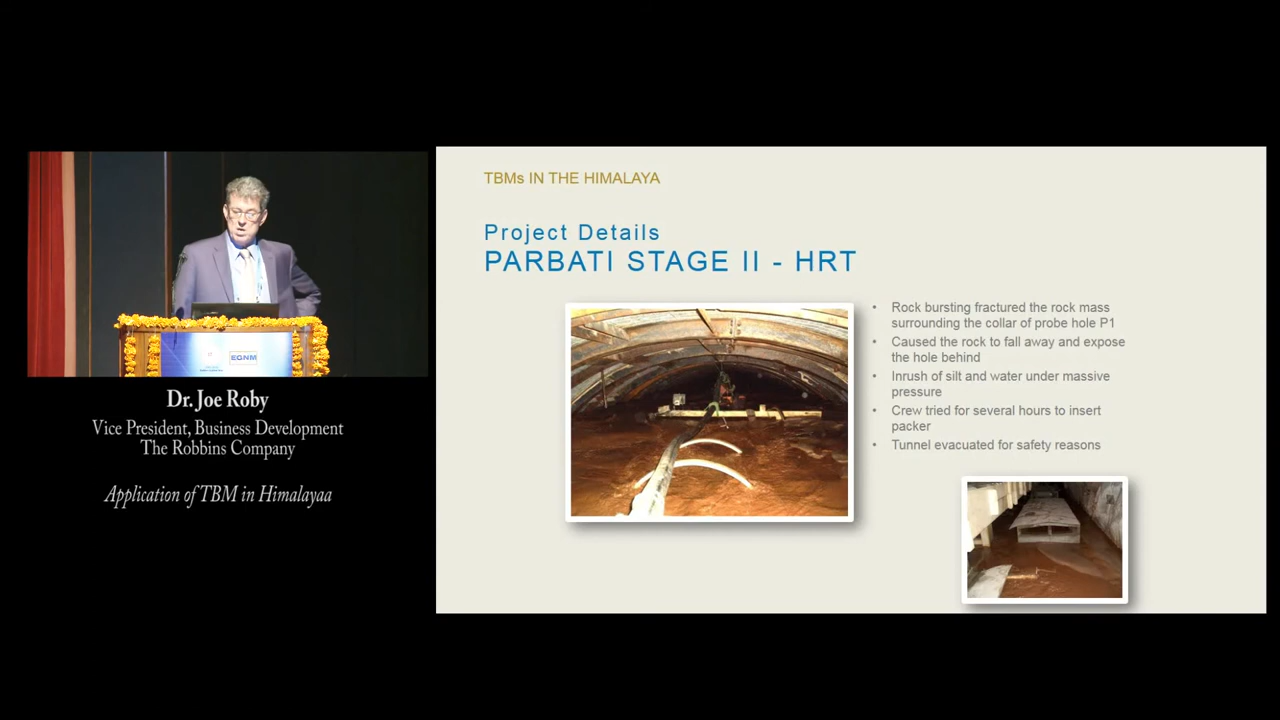 TBMs IN THE HIMALAYA
Project Details
PARBATI STAGE II - HRT
• Rock bursting fractured the rock mass
surrounding the collar of probe hole P1
• Caused the rock to fall away and expose
the hole behind
• Inrush of silt and water under massive
pressure
• Crew tried for several hours to insert
packer
• Tunnel evacuated for safety reasons
EGNM
Dr. Joe Roby
Vice President, Business Development
The Robbins Company
Application of TBM in Himalayaa